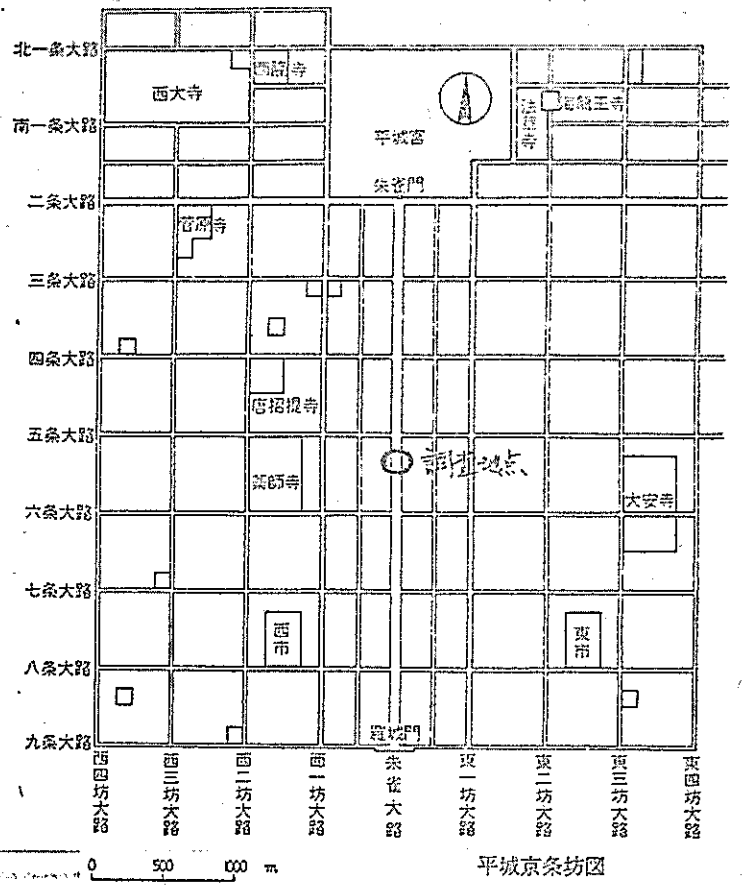 北一条大路
西隆寺
西大寺
海龍王寺
法華寺
南一条大路
平城宮
朱雀門
二条大路
菅原寺
三条大路
四条大路
唐招提寺
五条大路
調査地点
薬師寺
大安寺
六条大路
七条大路
西市
東市
八条大路
羅城門
九条大路
西四坊大路
西三坊大路
西二坊大路
西一坊大路
朱雀大路
東一坊大路
東二坊大路
東三坊大路
東四坊大路
0 500 1000 m
平城京条坊図